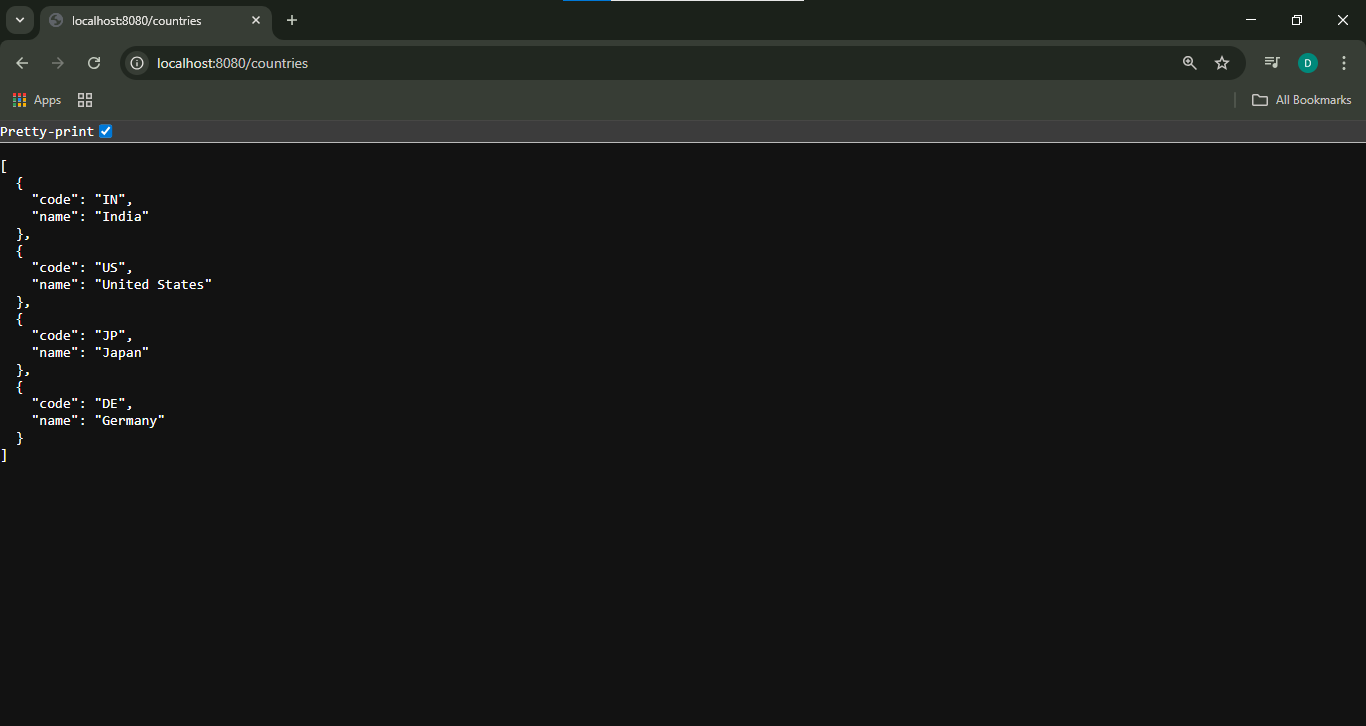 localhost:8080/countries
localhost:8080/countries
D
Apps
All Bookmarks
Pretty-print
[
  {
    "code": "IN",
    "name": "India"
  },
  {
    "code": "US",
    "name": "United States"
  },
  {
    "code": "JP",
    "name": "Japan"
  },
  {
    "code": "DE",
    "name": "Germany"
  }
]